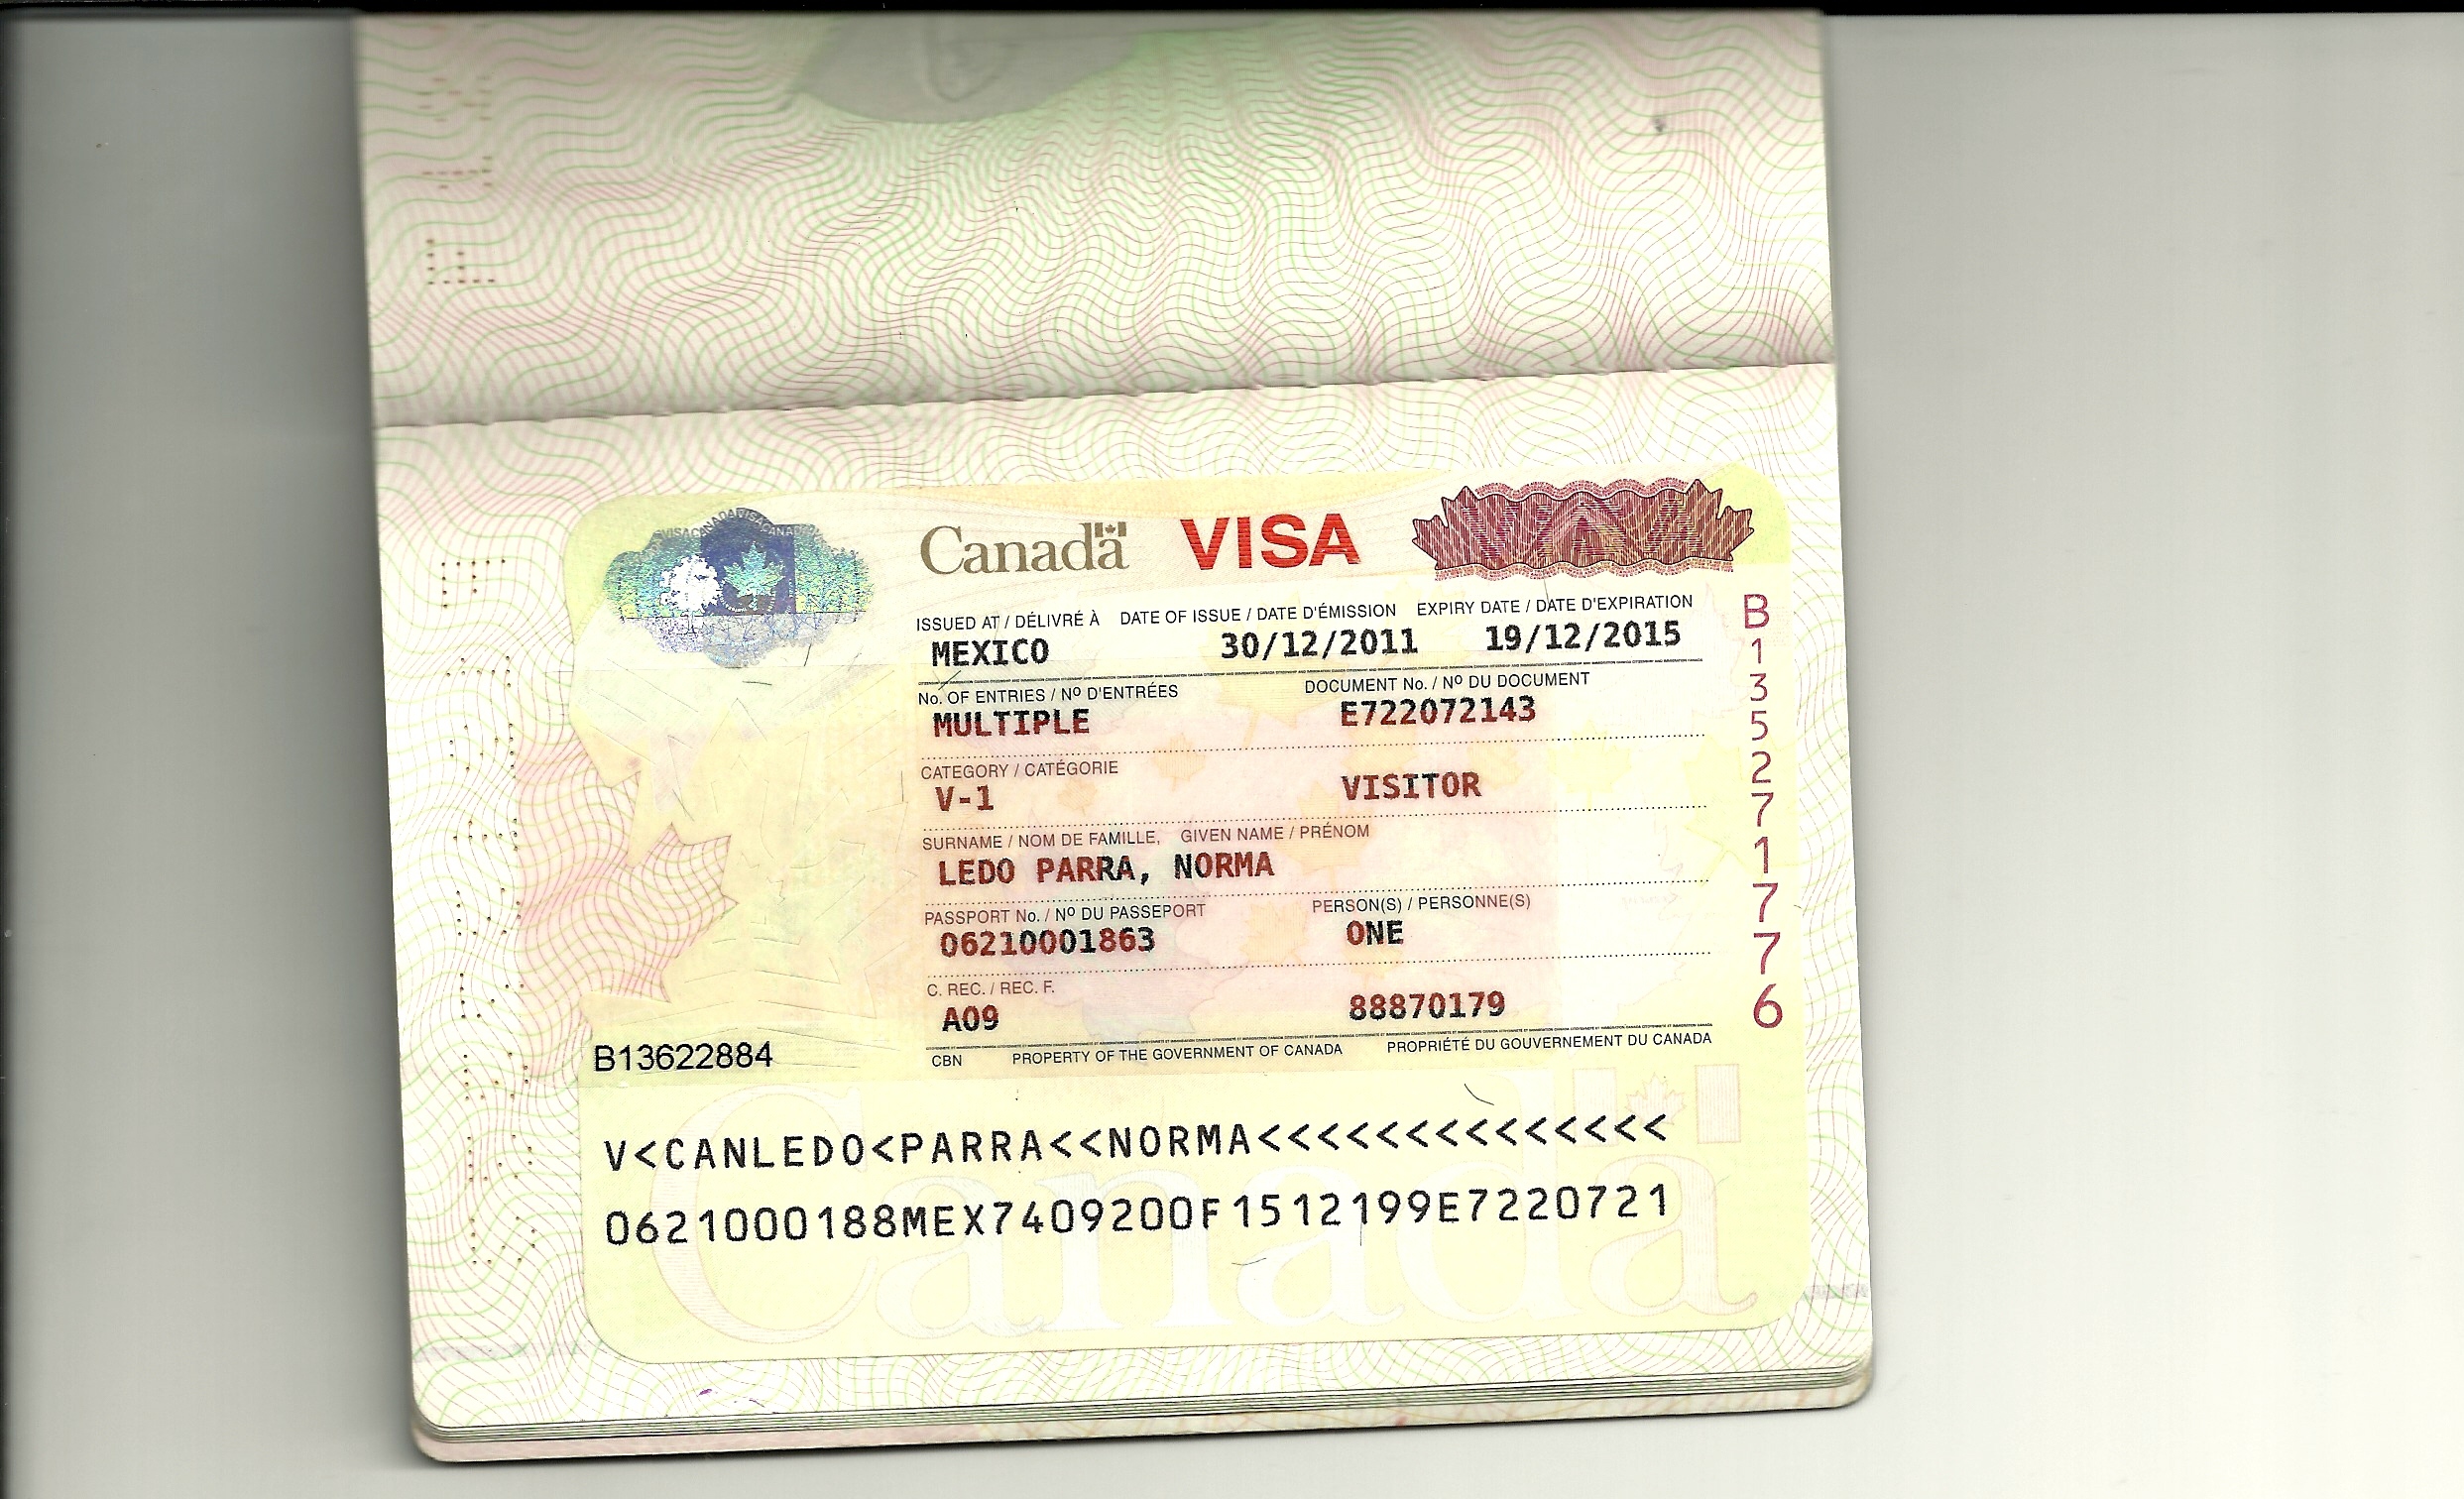 VISACANADAVISACANAD
Canada VISA
ISSUED AT / DÉLIVRÉ À DATE OF ISSUE / DATE D'ÉMISSION EXPIRY DATE / DATE D'EXPIRATION
MEXICO 30/12/2011 19/12/2015
No. OF ENTRIES / Nº D'ENTRÉES DOCUMENT No. / Nº DU DOCUMENT
MULTIPLE E722072143
CATEGORY / CATÉGORIE
V-1 VISITOR
SURNAME / NOM DE FAMILLE, GIVEN NAME / PRÉNOM
LEDO PARRA, NORMA
PASSPORT No. / Nº DU PASSEPORT PERSON(S) / PERSONNE(S)
06210001863 ONE
C. REC. / REC. F.
A09 88870179
CBN PROPERTY OF THE GOVERNMENT OF CANADA PROPRIÉTÉ DU GOUVERNEMENT DU CANADA
B13622884
B135271776
V<CANLEDO<PARRA<<NORMA<<<<<<<<<<<<<<
0621000188MEX7409200F1512199E7220721
Canada